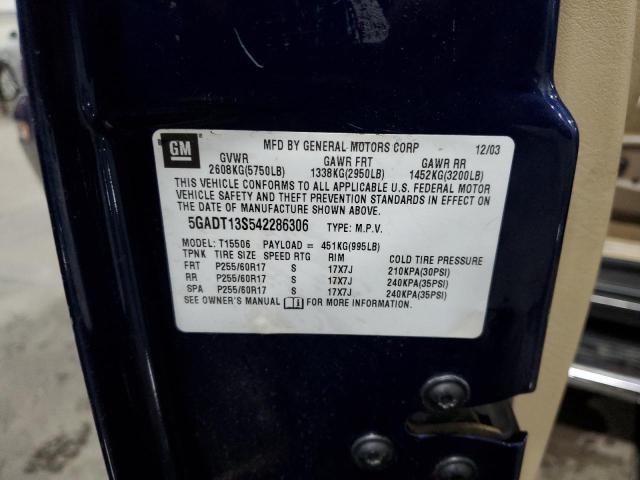 GM
MFD BY GENERAL MOTORS CORP 12/03
GVWR GAWR FRT GAWR RR
2608KG(5750LB) 1338KG(2950LB) 1452KG(3200LB)
THIS VEHICLE CONFORMS TO ALL APPLICABLE U.S. FEDERAL MOTOR
VEHICLE SAFETY AND THEFT PREVENTION STANDARDS IN EFFECT ON
THE DATE OF MANUFACTURE SHOWN ABOVE.
5GADT13S542286306 TYPE: M.P.V.
MODEL: T15506 PAYLOAD = 451KG(995LB)
TPNK TIRE SIZE SPEED RTG RIM COLD TIRE PRESSURE
FRT P255/60R17 S 17X7J 210KPA(30PSI)
RR P255/60R17 S 17X7J 240KPA(35PSI)
SPA P255/60R17 S 17X7J 240KPA(35PSI)
SEE OWNER'S MANUAL FOR MORE INFORMATION.